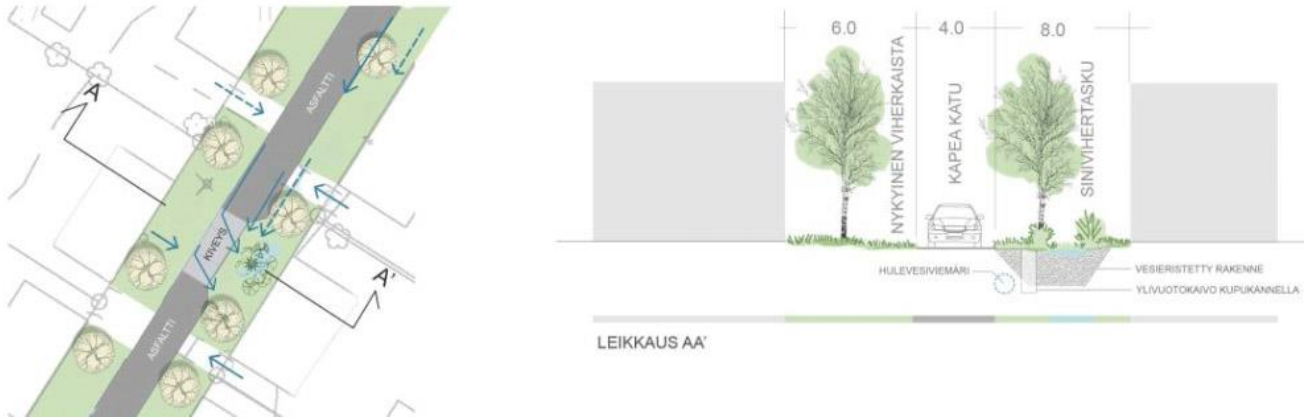 ASFALTTI
A
KIVEYS
A'
ASFALTTI
6.0
4.0
8.0
NYKYINEN VIHERKAISTA
KAPEA KATU
SINIVIHERTASKU
HULEVESIVIEMÄRI
VESIERISTETTY RAKENNE
YLIVUOTOKAIVO KUPUKANNELLA
LEIKKAUS AA'